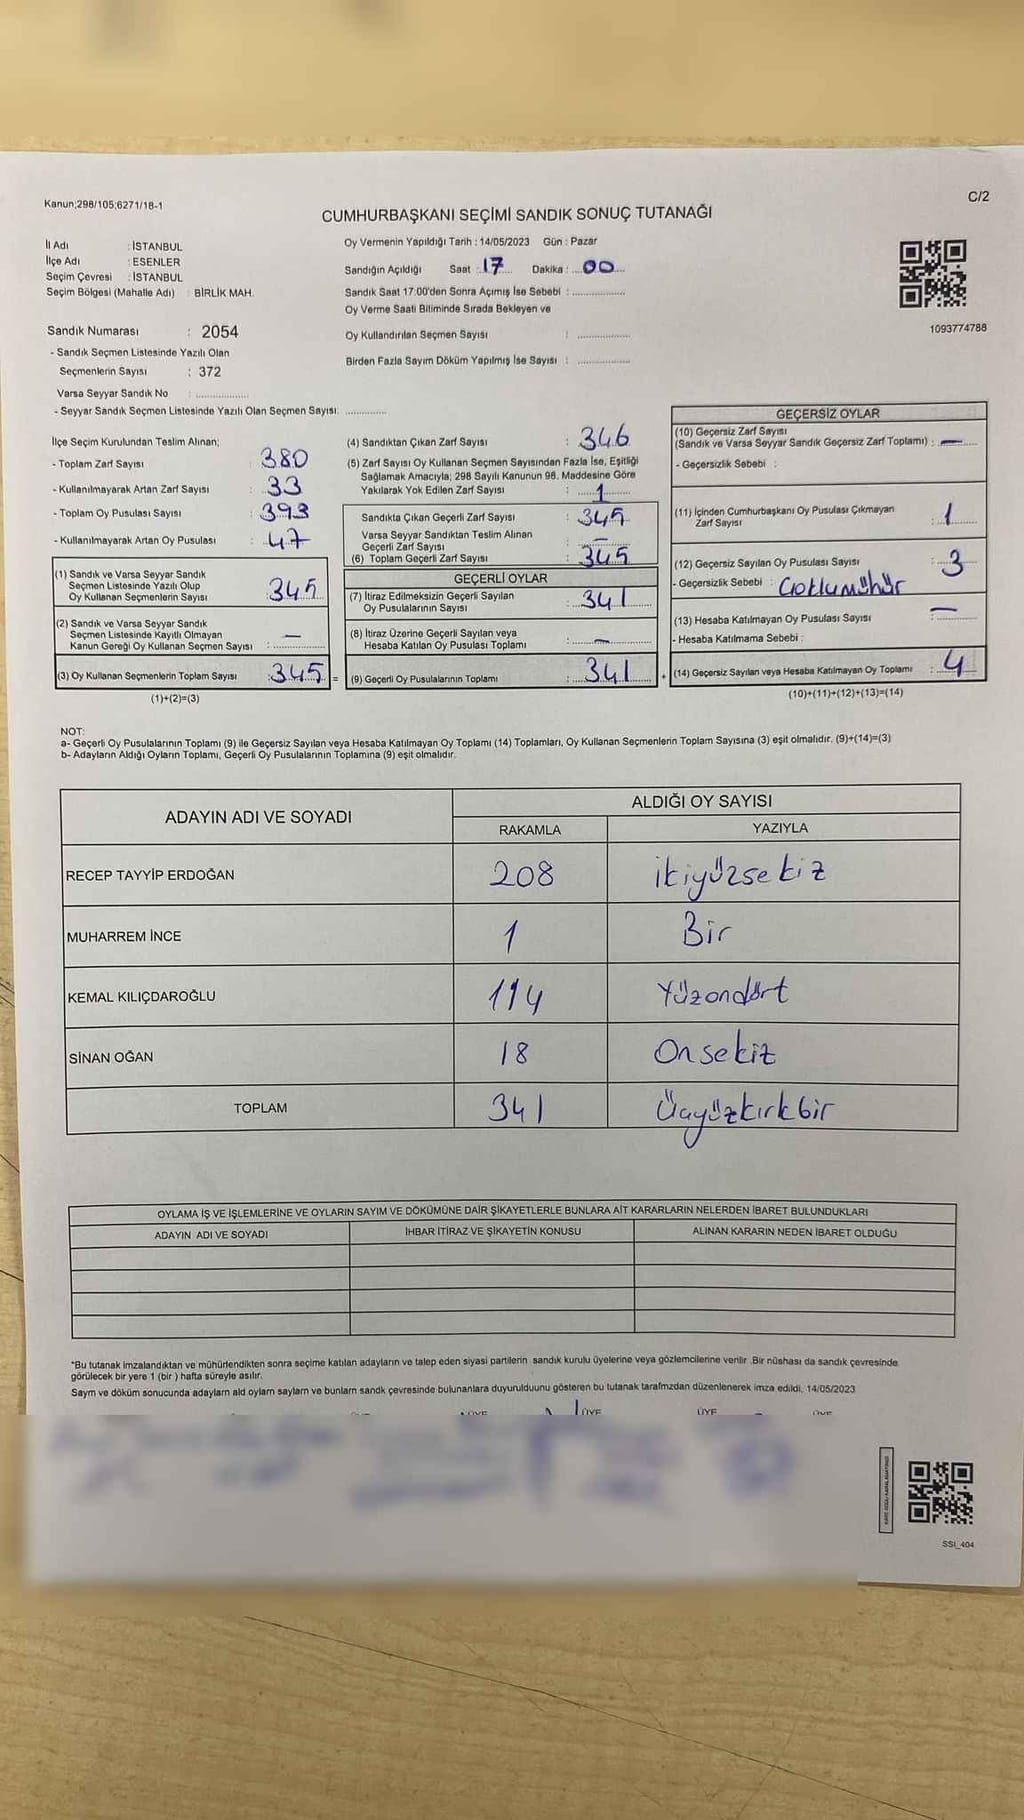 Kanun;298/105;6271/18-1
C/2
CUMHURBAŞKANI SEÇİMİ SANDIK SONUÇ TUTANAĞI
İl Adı : İSTANBUL
İlçe Adı : ESENLER
Seçim Çevresi : İSTANBUL
Seçim Bölgesi (Mahalle Adı) : BİRLİK MAH.
Sandık Numarası : 2054
- Sandık Seçmen Listesinde Yazılı Olan
Seçmenlerin Sayısı : 372
Varsa Seyyar Sandık No : ..................
- Seyyar Sandık Seçmen Listesinde Yazılı Olan Seçmen Sayısı: ..............
Oy Vermenin Yapıldığı Tarih : 14/05/2023 Gün : Pazar
Sandığın Açıldığı Saat : 17 Dakika : 00
Sandık Saat 17:00'den Sonra Açımış İse Sebebi : ..................
Oy Verme Saati Bitiminde Sırada Bekleyen ve
Oy Kullandırılan Seçmen Sayısı : ..................
Birden Fazla Sayım Döküm Yapılmış İse Sayısı : ..................
1093774788
İlçe Seçim Kurulundan Teslim Alınan;
- Toplam Zarf Sayısı : 380
- Kullanılmayarak Artan Zarf Sayısı : 33
- Toplam Oy Pusulası Sayısı : 393
- Kullanılmayarak Artan Oy Pusulası : 47
(1) Sandık ve Varsa Seyyar Sandık
Seçmen Listesinde Yazılı Olup
Oy Kullanan Seçmenlerin Sayısı : 345
(2) Sandık ve Varsa Seyyar Sandık
Seçmen Listesinde Kayıtlı Olmayan
Kanun Gereği Oy Kullanan Seçmen Sayısı : —
(3) Oy Kullanan Seçmenlerin Toplam Sayısı : 345 =
(1)+(2)=(3)
(4) Sandıktan Çıkan Zarf Sayısı : 346
(5) Zarf Sayısı Oy Kullanan Seçmen Sayısından Fazla İse, Eşitliği
Sağlamak Amacıyla; 298 Sayılı Kanunun 98. Maddesine Göre
Yakılarak Yok Edilen Zarf Sayısı : 1
Sandıkta Çıkan Geçerli Zarf Sayısı : 345
Varsa Seyyar Sandıktan Teslim Alınan
Geçerli Zarf Sayısı : —
(6) Toplam Geçerli Zarf Sayısı : 345
GEÇERLİ OYLAR
(7) İtiraz Edilmeksizin Geçerli Sayılan
Oy Pusulalarının Sayısı : 341
(8) İtiraz Üzerine Geçerli Sayılan veya
Hesaba Katılan Oy Pusulası Toplamı : —
(9) Geçerli Oy Pusulalarının Toplamı : 341 +
GEÇERSİZ OYLAR
(10) Geçersiz Zarf Sayısı
(Sandık ve Varsa Seyyar Sandık Geçersiz Zarf Toplamı) : —
- Geçersizlik Sebebi :
(11) İçinden Cumhurbaşkanı Oy Pusulası Çıkmayan
Zarf Sayısı : 1
(12) Geçersiz Sayılan Oy Pusulası Sayısı : 3
- Geçersizlik Sebebi : Çoklumühür
(13) Hesaba Katılmayan Oy Pusulası Sayısı : —
- Hesaba Katılmama Sebebi :
(14) Geçersiz Sayılan veya Hesaba Katılmayan Oy Toplamı : 4
(10)+(11)+(12)+(13)=(14)
NOT:
a- Geçerli Oy Pusulalarının Toplamı (9) ile Geçersiz Sayılan veya Hesaba Katılmayan Oy Toplamı (14) Toplamları, Oy Kullanan Seçmenlerin Toplam Sayısına (3) eşit olmalıdır. (9)+(14)=(3)
b- Adayların Aldığı Oyların Toplamı, Geçerli Oy Pusulalarının Toplamına (9) eşit olmalıdır.
ADAYIN ADI VE SOYADI ALDIĞI OY SAYISI
RAKAMLA YAZIYLA
RECEP TAYYİP ERDOĞAN 208 ikiyüzsekiz
MUHARREM İNCE 1 Bir
KEMAL KILIÇDAROĞLU 114 Yüzondört
SİNAN OĞAN 18 Onsekiz
TOPLAM 341 Üçyüzkırkbir
OYLAMA İŞ VE İŞLEMLERİNE VE OYLARIN SAYIM VE DÖKÜMÜNE DAİR ŞİKAYETLERLE BUNLARA AİT KARARLARIN NELERDEN İBARET BULUNDUKLARI
ADAYIN ADI VE SOYADI İHBAR İTİRAZ VE ŞİKAYETİN KONUSU ALINAN KARARIN NEDEN İBARET OLDUĞU
*Bu tutanak imzalandıktan ve mühürlendikten sonra seçime katılan adayların ve talep eden siyasi partilerin sandık kurulu üyelerine veya gözlemcilerine verilir .Bir nüshası da sandık çevresinde
görülecek bir yere 1 (bir ) hafta süreyle asılır.
Saym ve döküm sonucunda adaylarn ald oylarn saylarn ve bunlarn sandk çevresinde bulunanlara duyurulduunu gösteren bu tutanak tarafmzdan düzenlenerek imza edildi. 14/05/2023
ÜYE ÜYE ÜYE ÜYE
SSI_404